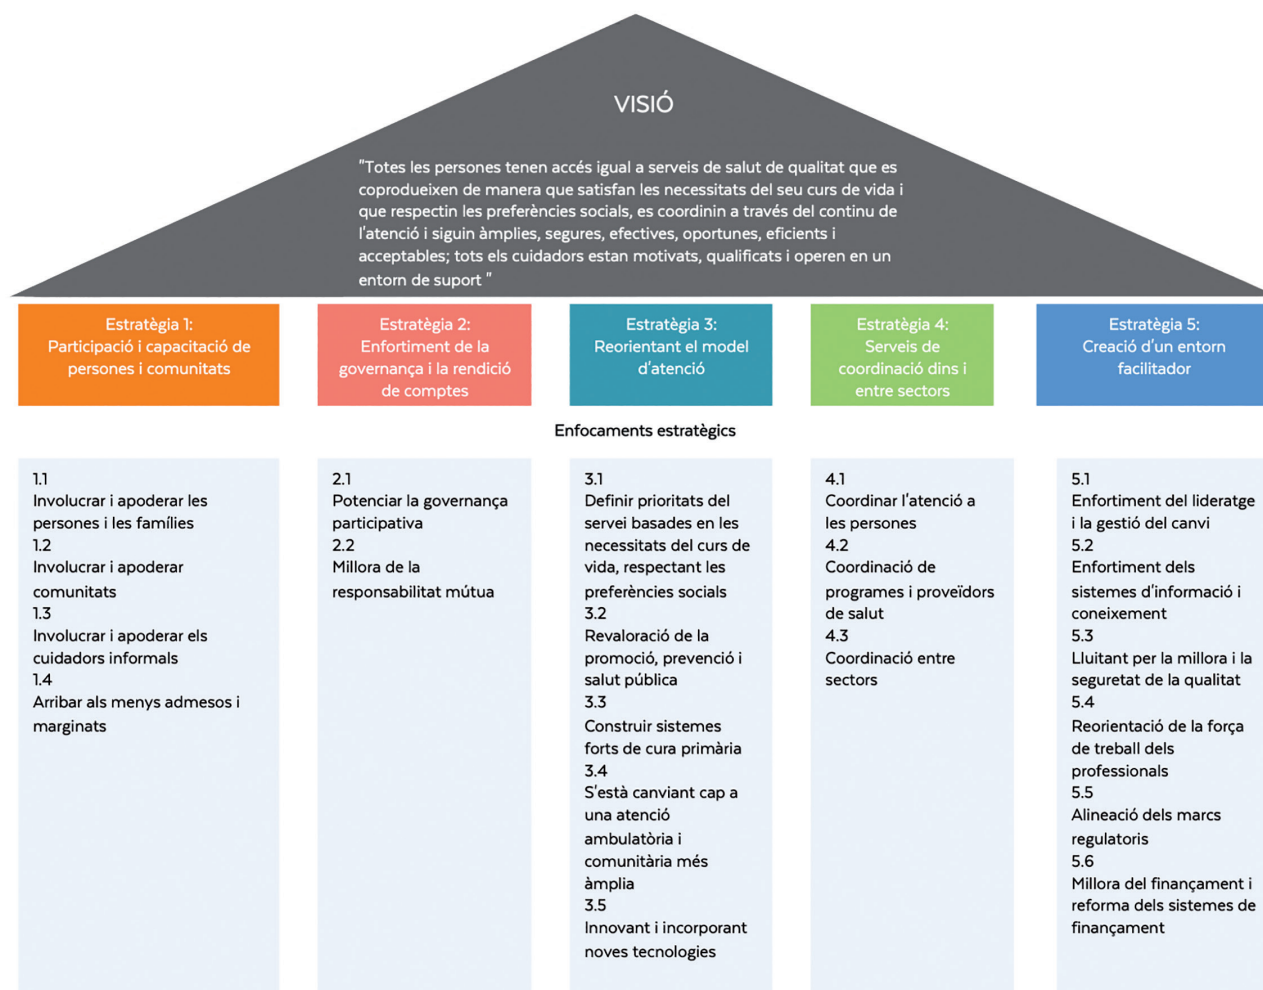 VISIÓ
"Totes les persones tenen accés igual a serveis de salut de qualitat que es
coprodueixen de manera que satisfan les necessitats del seu curs de vida i
que respectin les preferències socials, es coordinin a través del continu de
l'atenció i siguin àmplies, segures, efectives, oportunes, eficients i
acceptables; tots els cuidadors estan motivats, qualificats i operen en un
entorn de suport "
Estratègia 1:
Participació i capacitació de
persones i comunitats
Estratègia 2:
Enfortiment de la
governança i la rendició
de comptes
Estratègia 3:
Reorientant el model
d'atenció
Estratègia 4:
Serveis de
coordinació dins i
entre sectors
Estratègia 5:
Creació d'un entorn
facilitador
Enfocaments estratègics
1.1
Involucrar i apoderar les
persones i les famílies
1.2
Involucrar i apoderar
comunitats
1.3
Involucrar i apoderar els
cuidadors informals
1.4
Arribar als menys admesos i
marginats
2.1
Potenciar la governança
participativa
2.2
Millora de la
responsabilitat mútua
3.1
Definir prioritats del
servei basades en les
necessitats del curs de
vida, respectant les
preferències socials
3.2
Revaloració de la
promoció, prevenció i
salut pública
3.3
Construir sistemes
forts de cura primària
3.4
S'està canviant cap a
una atenció
ambulatòria i
comunitària més
àmplia
3.5
Innovant i incorporant
noves tecnologies
4.1
Coordinar l'atenció a
les persones
4.2
Coordinació de
programes i proveïdors
de salut
4.3
Coordinació entre
sectors
5.1
Enfortiment del lideratge
i la gestió del canvi
5.2
Enfortiment dels
sistemes d'informació i
coneixement
5.3
Lluitant per la millora i la
seguretat de la qualitat
5.4
Reorientació de la força
de treball dels
professionals
5.5
Alineació dels marcs
regulatoris
5.6
Millora del finançament i
reforma dels sistemes de
finançament